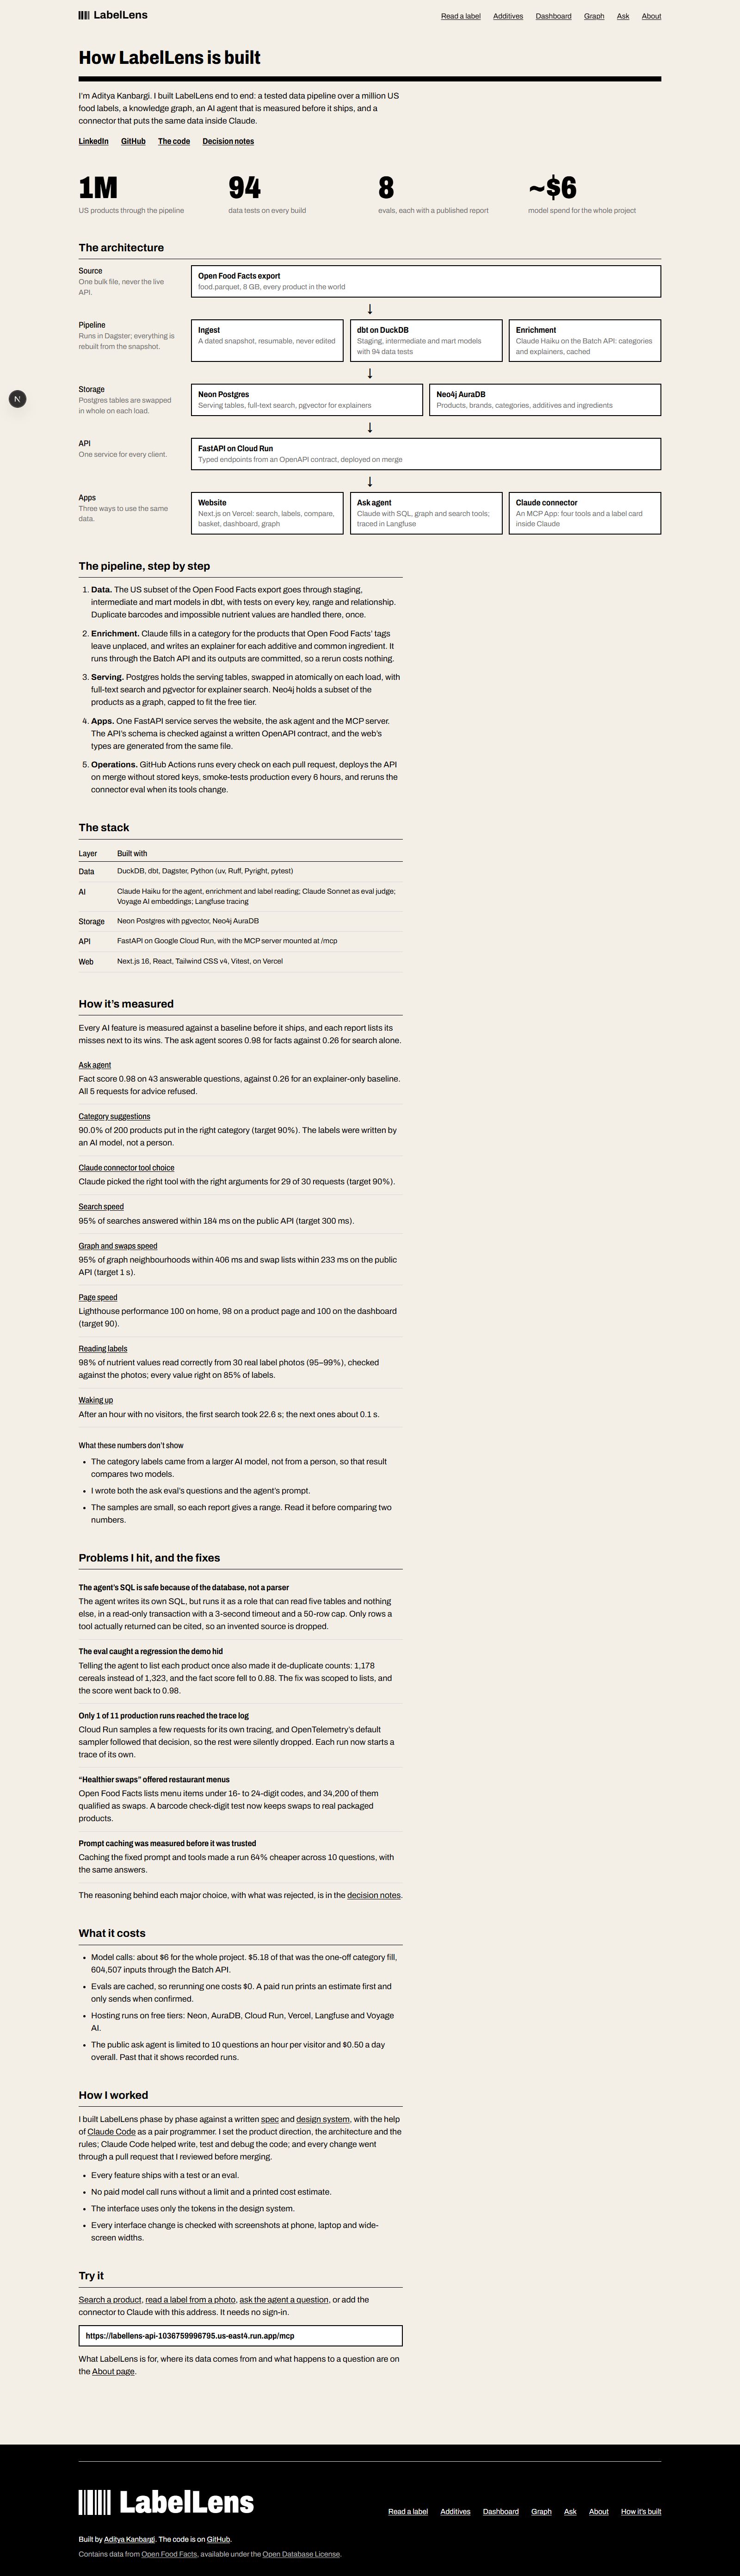 LabelLens
Read a label Additives Dashboard Graph Ask About
How LabelLens is built
I'm Aditya Kanbargi. I built LabelLens end to end: a tested data pipeline over a million US
food labels, a knowledge graph, an AI agent that is measured before it ships, and a
connector that puts the same data inside Claude.
LinkedIn GitHub The code Decision notes
1M
US products through the pipeline
94
data tests on every build
8
evals, each with a published report
~$6
model spend for the whole project
The architecture
Source
One bulk file, never the live
API.
Open Food Facts export
food.parquet, 8 GB, every product in the world
↓
Pipeline
Runs in Dagster; everything is
rebuilt from the snapshot.
Ingest
A dated snapshot, resumable, never edited
dbt on DuckDB
Staging, intermediate and mart models
with 94 data tests
Enrichment
Claude Haiku on the Batch API: categories
and explainers, cached
↓
Storage
Postgres tables are swapped
in whole on each load.
Neon Postgres
Serving tables, full-text search, pgvector for explainers
Neo4j AuraDB
Products, brands, categories, additives and ingredients
↓
API
One service for every client.
FastAPI on Cloud Run
Typed endpoints from an OpenAPI contract, deployed on merge
↓
Apps
Three ways to use the same
data.
Website
Next.js on Vercel: search, labels, compare,
basket, dashboard, graph
Ask agent
Claude with SQL, graph and search tools;
traced in Langfuse
Claude connector
An MCP App: four tools and a label card
inside Claude
N
The pipeline, step by step
1. Data. The US subset of the Open Food Facts export goes through staging,
intermediate and mart models in dbt, with tests on every key, range and relationship.
Duplicate barcodes and impossible nutrient values are handled there, once.
2. Enrichment. Claude fills in a category for the products that Open Food Facts' tags
leave unplaced, and writes an explainer for each additive and common ingredient. It
runs through the Batch API and its outputs are committed, so a rerun costs nothing.
3. Serving. Postgres holds the serving tables, swapped in atomically on each load, with
full-text search and pgvector for explainer search. Neo4j holds a subset of the
products as a graph, capped to fit the free tier.
4. Apps. One FastAPI service serves the website, the ask agent and the MCP server.
The API's schema is checked against a written OpenAPI contract, and the web's
types are generated from the same file.
5. Operations. GitHub Actions runs every check on each pull request, deploys the API
on merge without stored keys, smoke-tests production every 6 hours, and reruns the
connector eval when its tools change.
The stack
Layer Built with
Data DuckDB, dbt, Dagster, Python (uv, Ruff, Pyright, pytest)
AI Claude Haiku for the agent, enrichment and label reading; Claude Sonnet as eval judge;
Voyage AI embeddings; Langfuse tracing
Storage Neon Postgres with pgvector, Neo4j AuraDB
API FastAPI on Google Cloud Run, with the MCP server mounted at /mcp
Web Next.js 16, React, Tailwind CSS v4, Vitest, on Vercel
How it's measured
Every AI feature is measured against a baseline before it ships, and each report lists its
misses next to its wins. The ask agent scores 0.98 for facts against 0.26 for search alone.
Ask agent
Fact score 0.98 on 43 answerable questions, against 0.26 for an explainer-only baseline.
All 5 requests for advice refused.
Category suggestions
90.0% of 200 products put in the right category (target 90%). The labels were written by
an AI model, not a person.
Claude connector tool choice
Claude picked the right tool with the right arguments for 29 of 30 requests (target 90%).
Search speed
95% of searches answered within 184 ms on the public API (target 300 ms).
Graph and swaps speed
95% of graph neighbourhoods within 406 ms and swap lists within 233 ms on the public
API (target 1 s).
Page speed
Lighthouse performance 100 on home, 98 on a product page and 100 on the dashboard
(target 90).
Reading labels
98% of nutrient values read correctly from 30 real label photos (95–99%), checked
against the photos; every value right on 85% of labels.
Waking up
After an hour with no visitors, the first search took 22.6 s; the next ones about 0.1 s.
What these numbers don't show
• The category labels came from a larger AI model, not from a person, so that result
compares two models.
• I wrote both the ask eval's questions and the agent's prompt.
• The samples are small, so each report gives a range. Read it before comparing two
numbers.
Problems I hit, and the fixes
The agent's SQL is safe because of the database, not a parser
The agent writes its own SQL, but runs it as a role that can read five tables and nothing
else, in a read-only transaction with a 3-second timeout and a 50-row cap. Only rows a
tool actually returned can be cited, so an invented source is dropped.
The eval caught a regression the demo hid
Telling the agent to list each product once also made it de-duplicate counts: 1,178
cereals instead of 1,323, and the fact score fell to 0.88. The fix was scoped to lists, and
the score went back to 0.98.
Only 1 of 11 production runs reached the trace log
Cloud Run samples a few requests for its own tracing, and OpenTelemetry's default
sampler followed that decision, so the rest were silently dropped. Each run now starts a
trace of its own.
“Healthier swaps” offered restaurant menus
Open Food Facts lists menu items under 16- to 24-digit codes, and 34,200 of them
qualified as swaps. A barcode check-digit test now keeps swaps to real packaged
products.
Prompt caching was measured before it was trusted
Caching the fixed prompt and tools made a run 64% cheaper across 10 questions, with
the same answers.
The reasoning behind each major choice, with what was rejected, is in the decision notes.
What it costs
• Model calls: about $6 for the whole project. $5.18 of that was the one-off category fill,
604,507 inputs through the Batch API.
• Evals are cached, so rerunning one costs $0. A paid run prints an estimate first and
only sends when confirmed.
• Hosting runs on free tiers: Neon, AuraDB, Cloud Run, Vercel, Langfuse and Voyage
AI.
• The public ask agent is limited to 10 questions an hour per visitor and $0.50 a day
overall. Past that it shows recorded runs.
How I worked
I built LabelLens phase by phase against a written spec and design system, with the help
of Claude Code as a pair programmer. I set the product direction, the architecture and the
rules; Claude Code helped write, test and debug the code; and every change went
through a pull request that I reviewed before merging.
• Every feature ships with a test or an eval.
• No paid model call runs without a limit and a printed cost estimate.
• The interface uses only the tokens in the design system.
• Every interface change is checked with screenshots at phone, laptop and wide-
screen widths.
Try it
Search a product, read a label from a photo, ask the agent a question, or add the
connector to Claude with this address. It needs no sign-in.
https://labellens-api-1036759996795.us-east4.run.app/mcp
What LabelLens is for, where its data comes from and what happens to a question are on
the About page.
LabelLens
Read a label Additives Dashboard Graph Ask About How it's built
Built by Aditya Kanbargi. The code is on GitHub.
Contains data from Open Food Facts, available under the Open Database License.